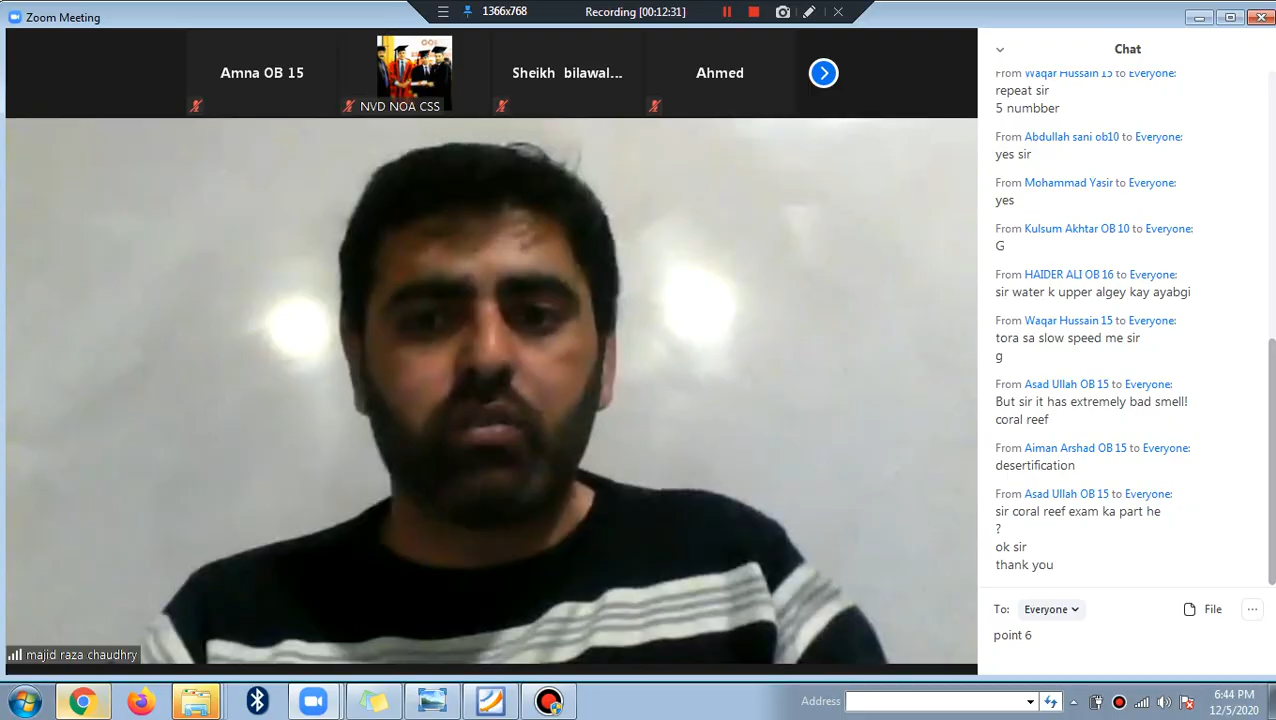 Zoom Meeting
1366x768
Recording [00:12:31]
Amna OB 15
NVD NOA CSS
Sheikh bilawal...
Ahmed
majid raza chaudhry
Chat
From Waqar Hussain 15 to Everyone:
repeat sir
5 numbber
From Abdullah sani ob10 to Everyone:
yes sir
From Mohammad Yasir to Everyone:
yes
From Kulsum Akhtar OB 10 to Everyone:
G
From HAIDER ALI OB 16 to Everyone:
sir water k upper algey kay ayabgi
From Waqar Hussain 15 to Everyone:
tora sa slow speed me sir
g
From Asad Ullah OB 15 to Everyone:
But sir it has extremely bad smell!
coral reef
From Aiman Arshad OB 15 to Everyone:
desertification
From Asad Ullah OB 15 to Everyone:
sir coral reef exam ka part he
?
ok sir
thank you
To: Everyone
File
point 6
Address
6:44 PM
12/5/2020